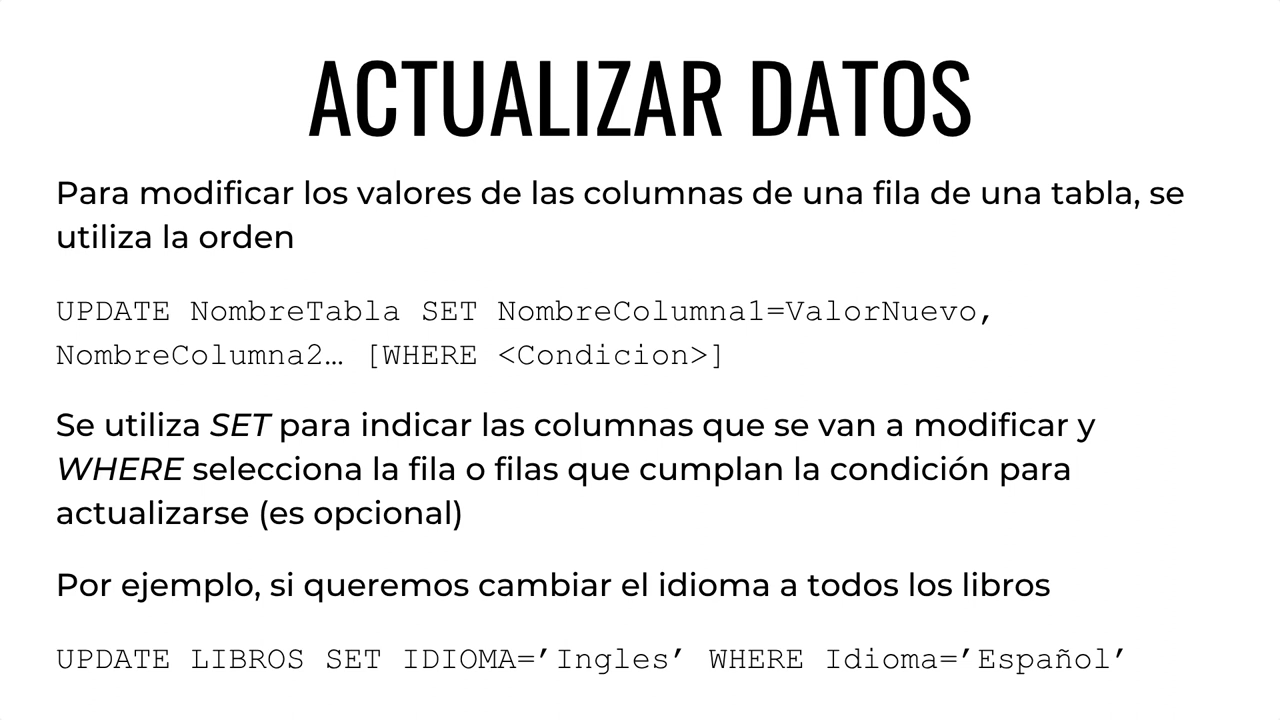 ACTUALIZAR DATOS
Para modificar los valores de las columnas de una fila de una tabla, se
utiliza la orden
UPDATE NombreTabla SET NombreColumna1=ValorNuevo,
NombreColumna2… [WHERE <Condicion>]
Se utiliza SET para indicar las columnas que se van a modificar y
WHERE selecciona la fila o filas que cumplan la condición para
actualizarse (es opcional)
Por ejemplo, si queremos cambiar el idioma a todos los libros
UPDATE LIBROS SET IDIOMA=’Ingles’ WHERE Idioma=’Español’